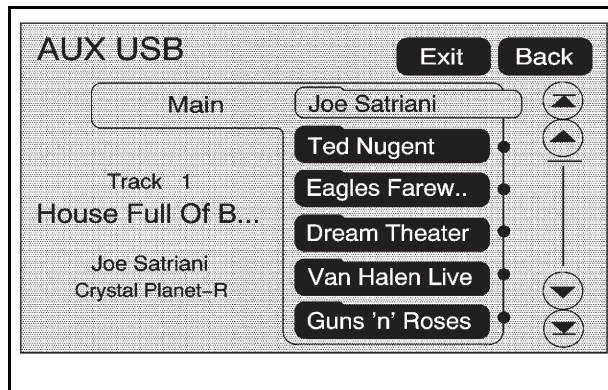 AUX USB
Exit
Back
Main
Joe Satriani
Ted Nugent
Eagles Farew..
Dream Theater
Van Halen Live
Guns 'n' Roses
Track 1
House Full Of B...
Joe Satriani
Crystal Planet–R